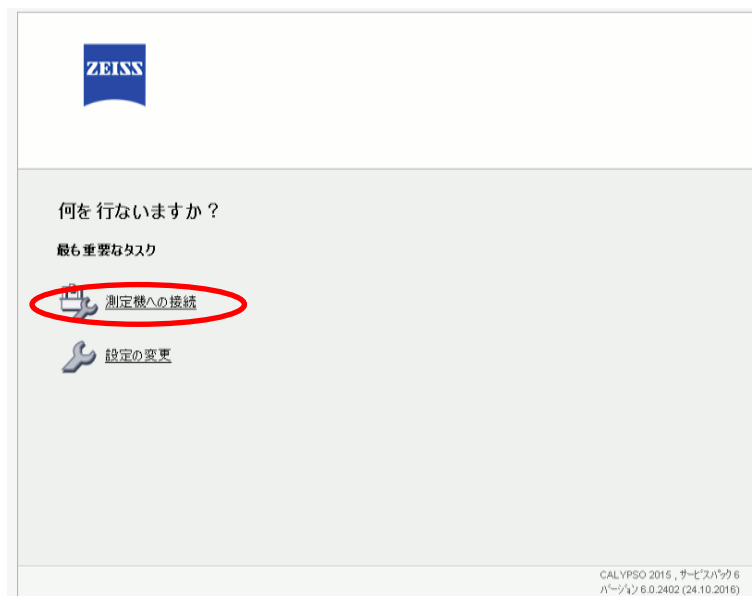 ZEISS
何を行ないますか？
最も重要なタスク
測定機への接続
設定の変更
CALYPSO 2015 , サービスパック 6
バージョン 6.0.2402 (24.10.2016)